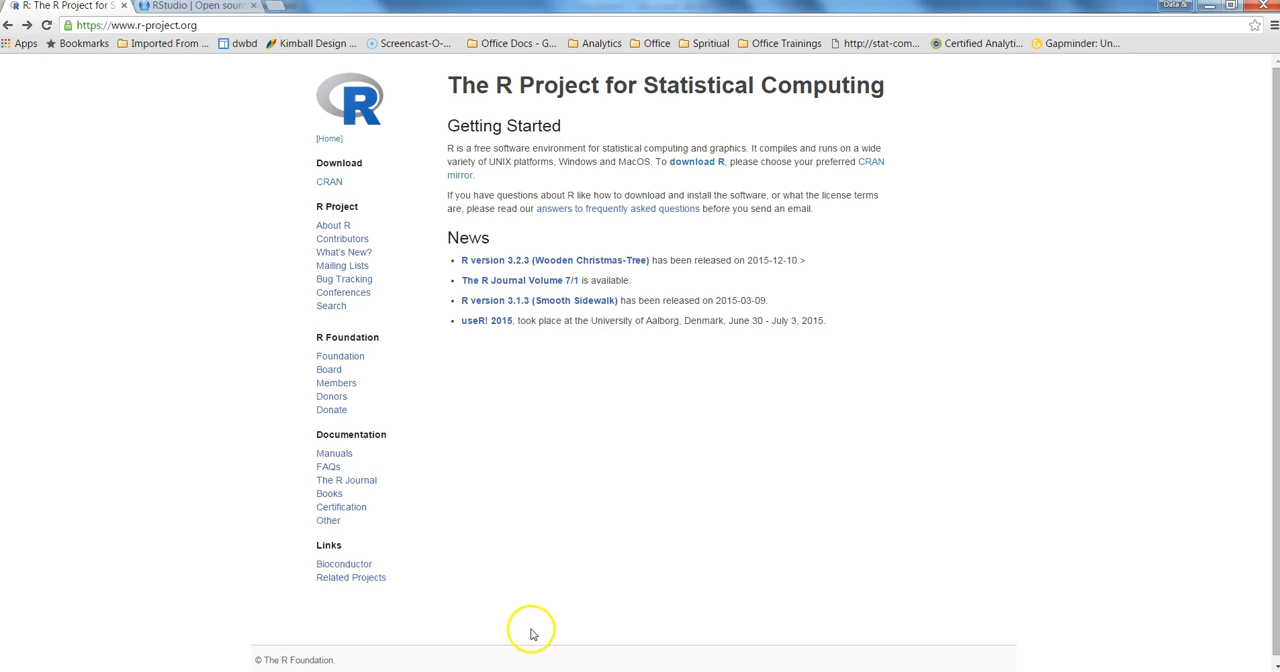 R: The R Project for S
RStudio | Open sour
Data &
https://www.r-project.org
Apps
Bookmarks
Imported From ...
dwbd
Kimball Design ...
Screencast-O-...
Office Docs - G...
Analytics
Office
Spritiual
Office Trainings
http://stat-com...
Certified Analyti...
Gapminder: Un...
R
[Home]
Download
CRAN
R Project
About R
Contributors
What's New?
Mailing Lists
Bug Tracking
Conferences
Search
R Foundation
Foundation
Board
Members
Donors
Donate
Documentation
Manuals
FAQs
The R Journal
Books
Certification
Other
Links
Bioconductor
Related Projects
The R Project for Statistical Computing
Getting Started
R is a free software environment for statistical computing and graphics. It compiles and runs on a wide
variety of UNIX platforms, Windows and MacOS. To download R, please choose your preferred CRAN
mirror.
If you have questions about R like how to download and install the software, or what the license terms
are, please read our answers to frequently asked questions before you send an email.
News
R version 3.2.3 (Wooden Christmas-Tree) has been released on 2015-12-10.>
The R Journal Volume 7/1 is available.
R version 3.1.3 (Smooth Sidewalk) has been released on 2015-03-09.
useR! 2015, took place at the University of Aalborg, Denmark, June 30 - July 3, 2015.
© The R Foundation.